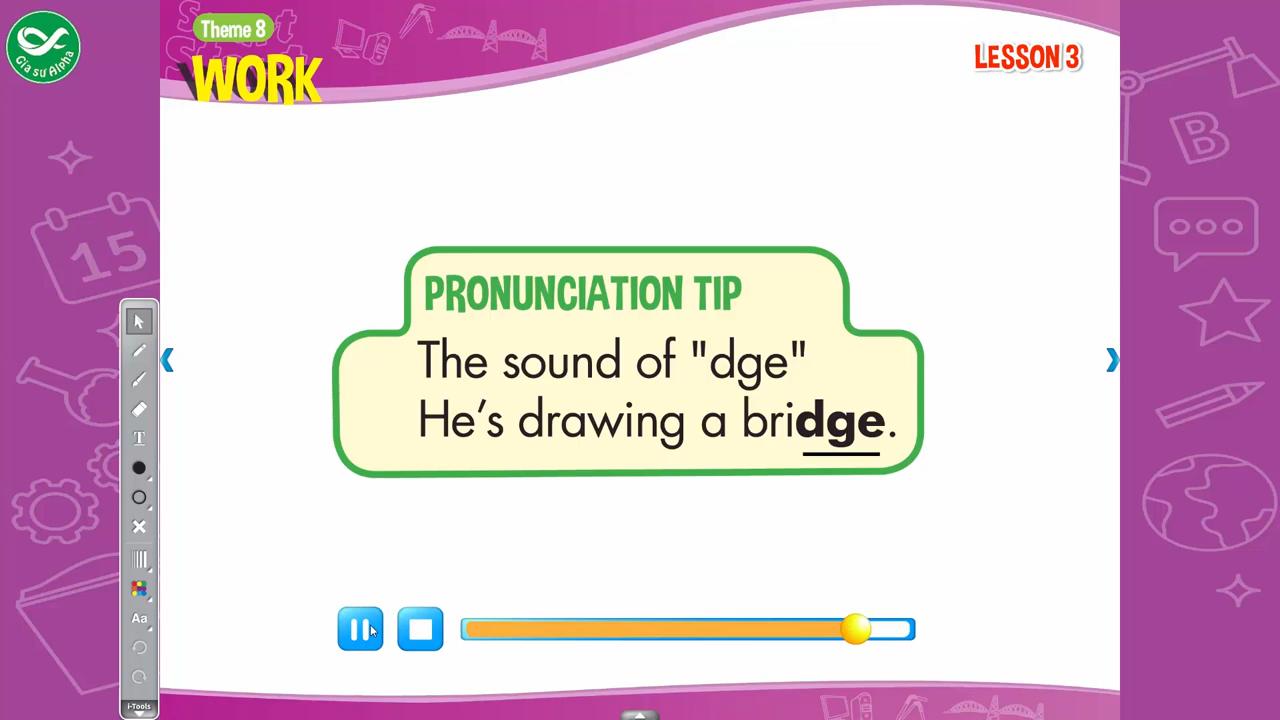 Gia sư Alpha
Theme 8
WORK
LESSON 3
15
B
PRONUNCIATION TIP
The sound of "dge"
He's drawing a bridge.
T
Aa
i-Tools